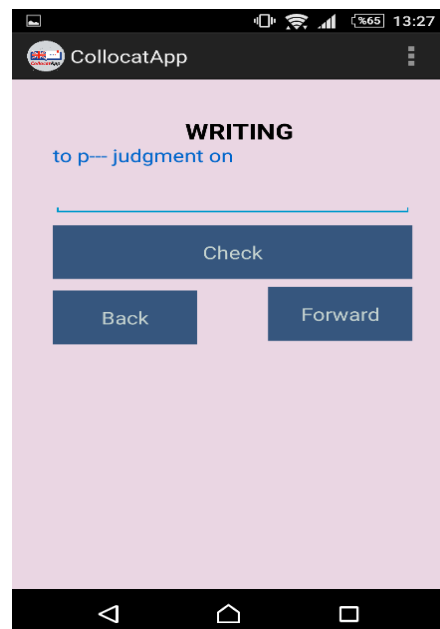 %65 13:27
CollocatApp
WRITING
to p--- judgment on
Check
Back Forward